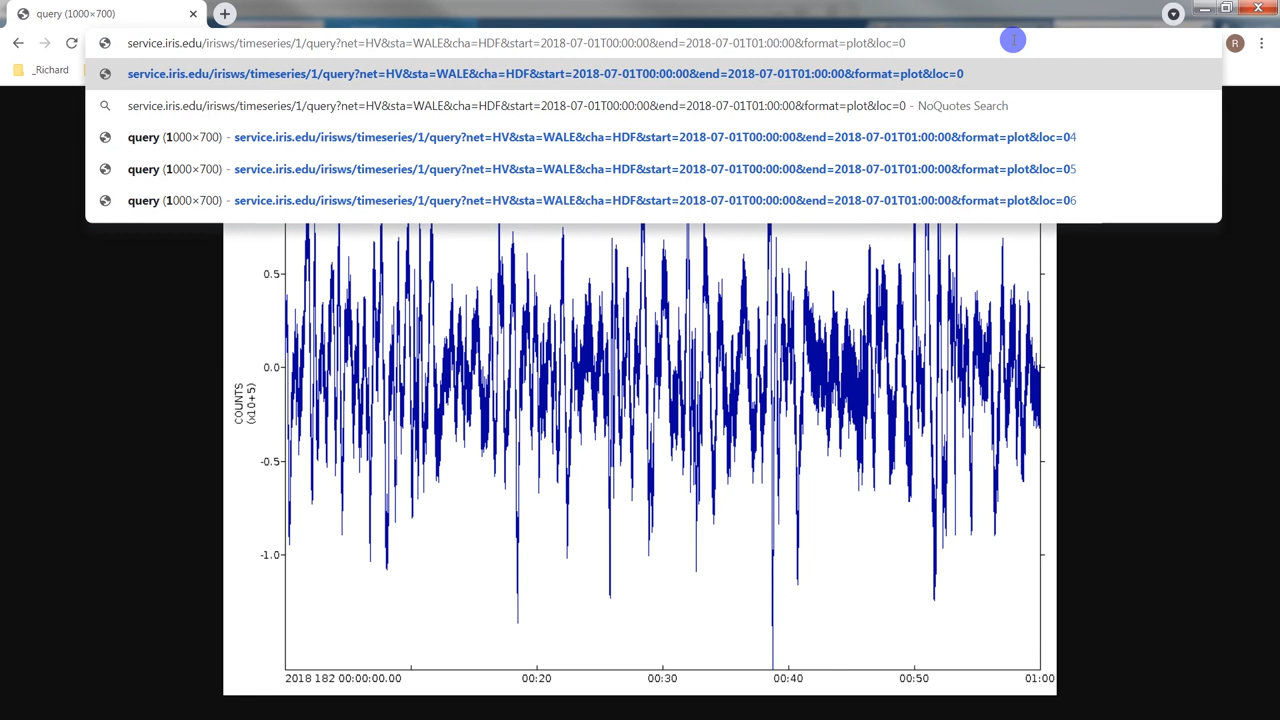 query (1000×700)
service.iris.edu/irisws/timeseries/1/query?net=HV&sta=WALE&cha=HDF&start=2018-07-01T00:00:00&end=2018-07-01T01:00:00&format=plot&loc=0
R
service.iris.edu/irisws/timeseries/1/query?net=HV&sta=WALE&cha=HDF&start=2018-07-01T00:00:00&end=2018-07-01T01:00:00&format=plot&loc=0
_Richard
service.iris.edu/irisws/timeseries/1/query?net=HV&sta=WALE&cha=HDF&start=2018-07-01T00:00:00&end=2018-07-01T01:00:00&format=plot&loc=0 - NoQuotes Search
query (1000×700) - service.iris.edu/irisws/timeseries/1/query?net=HV&sta=WALE&cha=HDF&start=2018-07-01T00:00:00&end=2018-07-01T01:00:00&format=plot&loc=04
query (1000×700) - service.iris.edu/irisws/timeseries/1/query?net=HV&sta=WALE&cha=HDF&start=2018-07-01T00:00:00&end=2018-07-01T01:00:00&format=plot&loc=05
query (1000×700) - service.iris.edu/irisws/timeseries/1/query?net=HV&sta=WALE&cha=HDF&start=2018-07-01T00:00:00&end=2018-07-01T01:00:00&format=plot&loc=06
0.5
0.0
COUNTS
(x10+5)
-0.5
-1.0
2018 182 00:00:00.00 00:20 00:30 00:40 00:50 01:00